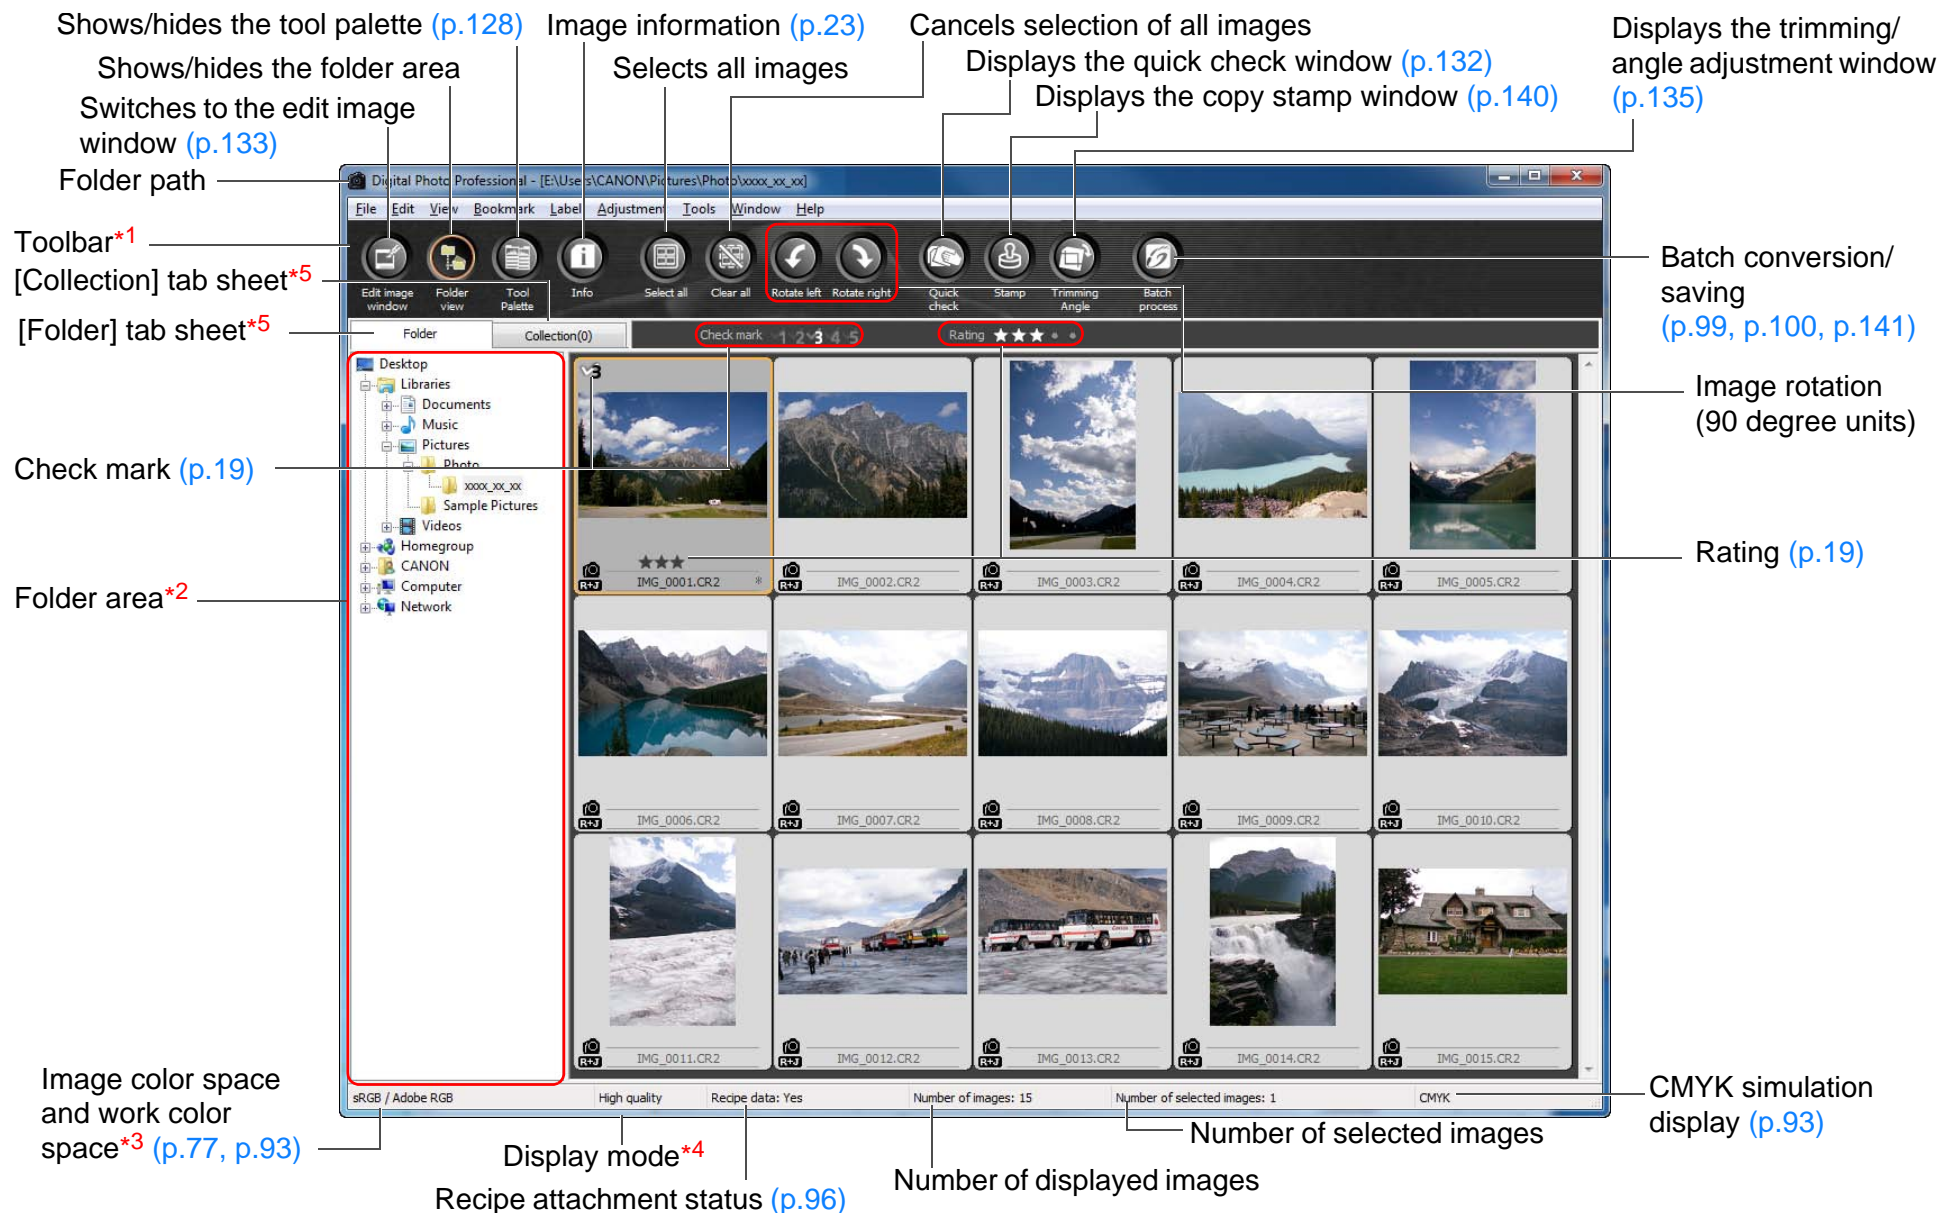 Shows/hides the tool palette (p.128)
Image information (p.23)
Cancels selection of all images
Displays the trimming/
angle adjustment window
(p.135)
Shows/hides the folder area
Selects all images
Displays the quick check window (p.132)
Displays the copy stamp window (p.140)
Switches to the edit image
window (p.133)
Folder path
Digital Photo Professional - [E:\Users\CANON\Pictures\Photo\xxxx_xx_xx]
File Edit View Bookmark Label Adjustment Tools Window Help
Toolbar*1
[Collection] tab sheet*5
[Folder] tab sheet*5
Edit image
window
Folder
view
Tool
Palette
Info
Select all
Clear all
Rotate left
Rotate right
Quick
check
Stamp
Trimming
Angle
Batch
process
Batch conversion/
saving
(p.99, p.100, p.141)
Folder
Collection(0)
Check mark 1 2 3 4 5
Rating
Desktop
Libraries
Documents
Music
Pictures
Photo
xxxx_xx_xx
Sample Pictures
Videos
Homegroup
CANON
Computer
Network
Check mark (p.19)
Folder area*2
Image rotation
(90 degree units)
Rating (p.19)
3
R+J IMG_0001.CR2 *
R+J IMG_0002.CR2
R+J IMG_0003.CR2
R+J IMG_0004.CR2
R+J IMG_0005.CR2
R+J IMG_0006.CR2
R+J IMG_0007.CR2
R+J IMG_0008.CR2
R+J IMG_0009.CR2
R+J IMG_0010.CR2
R+J IMG_0011.CR2
R+J IMG_0012.CR2
R+J IMG_0013.CR2
R+J IMG_0014.CR2
R+J IMG_0015.CR2
sRGB / Adobe RGB
High quality
Recipe data: Yes
Number of images: 15
Number of selected images: 1
CMYK
Image color space
and work color
space*3 (p.77, p.93)
Display mode*4
Recipe attachment status (p.96)
Number of displayed images
Number of selected images
CMYK simulation
display (p.93)